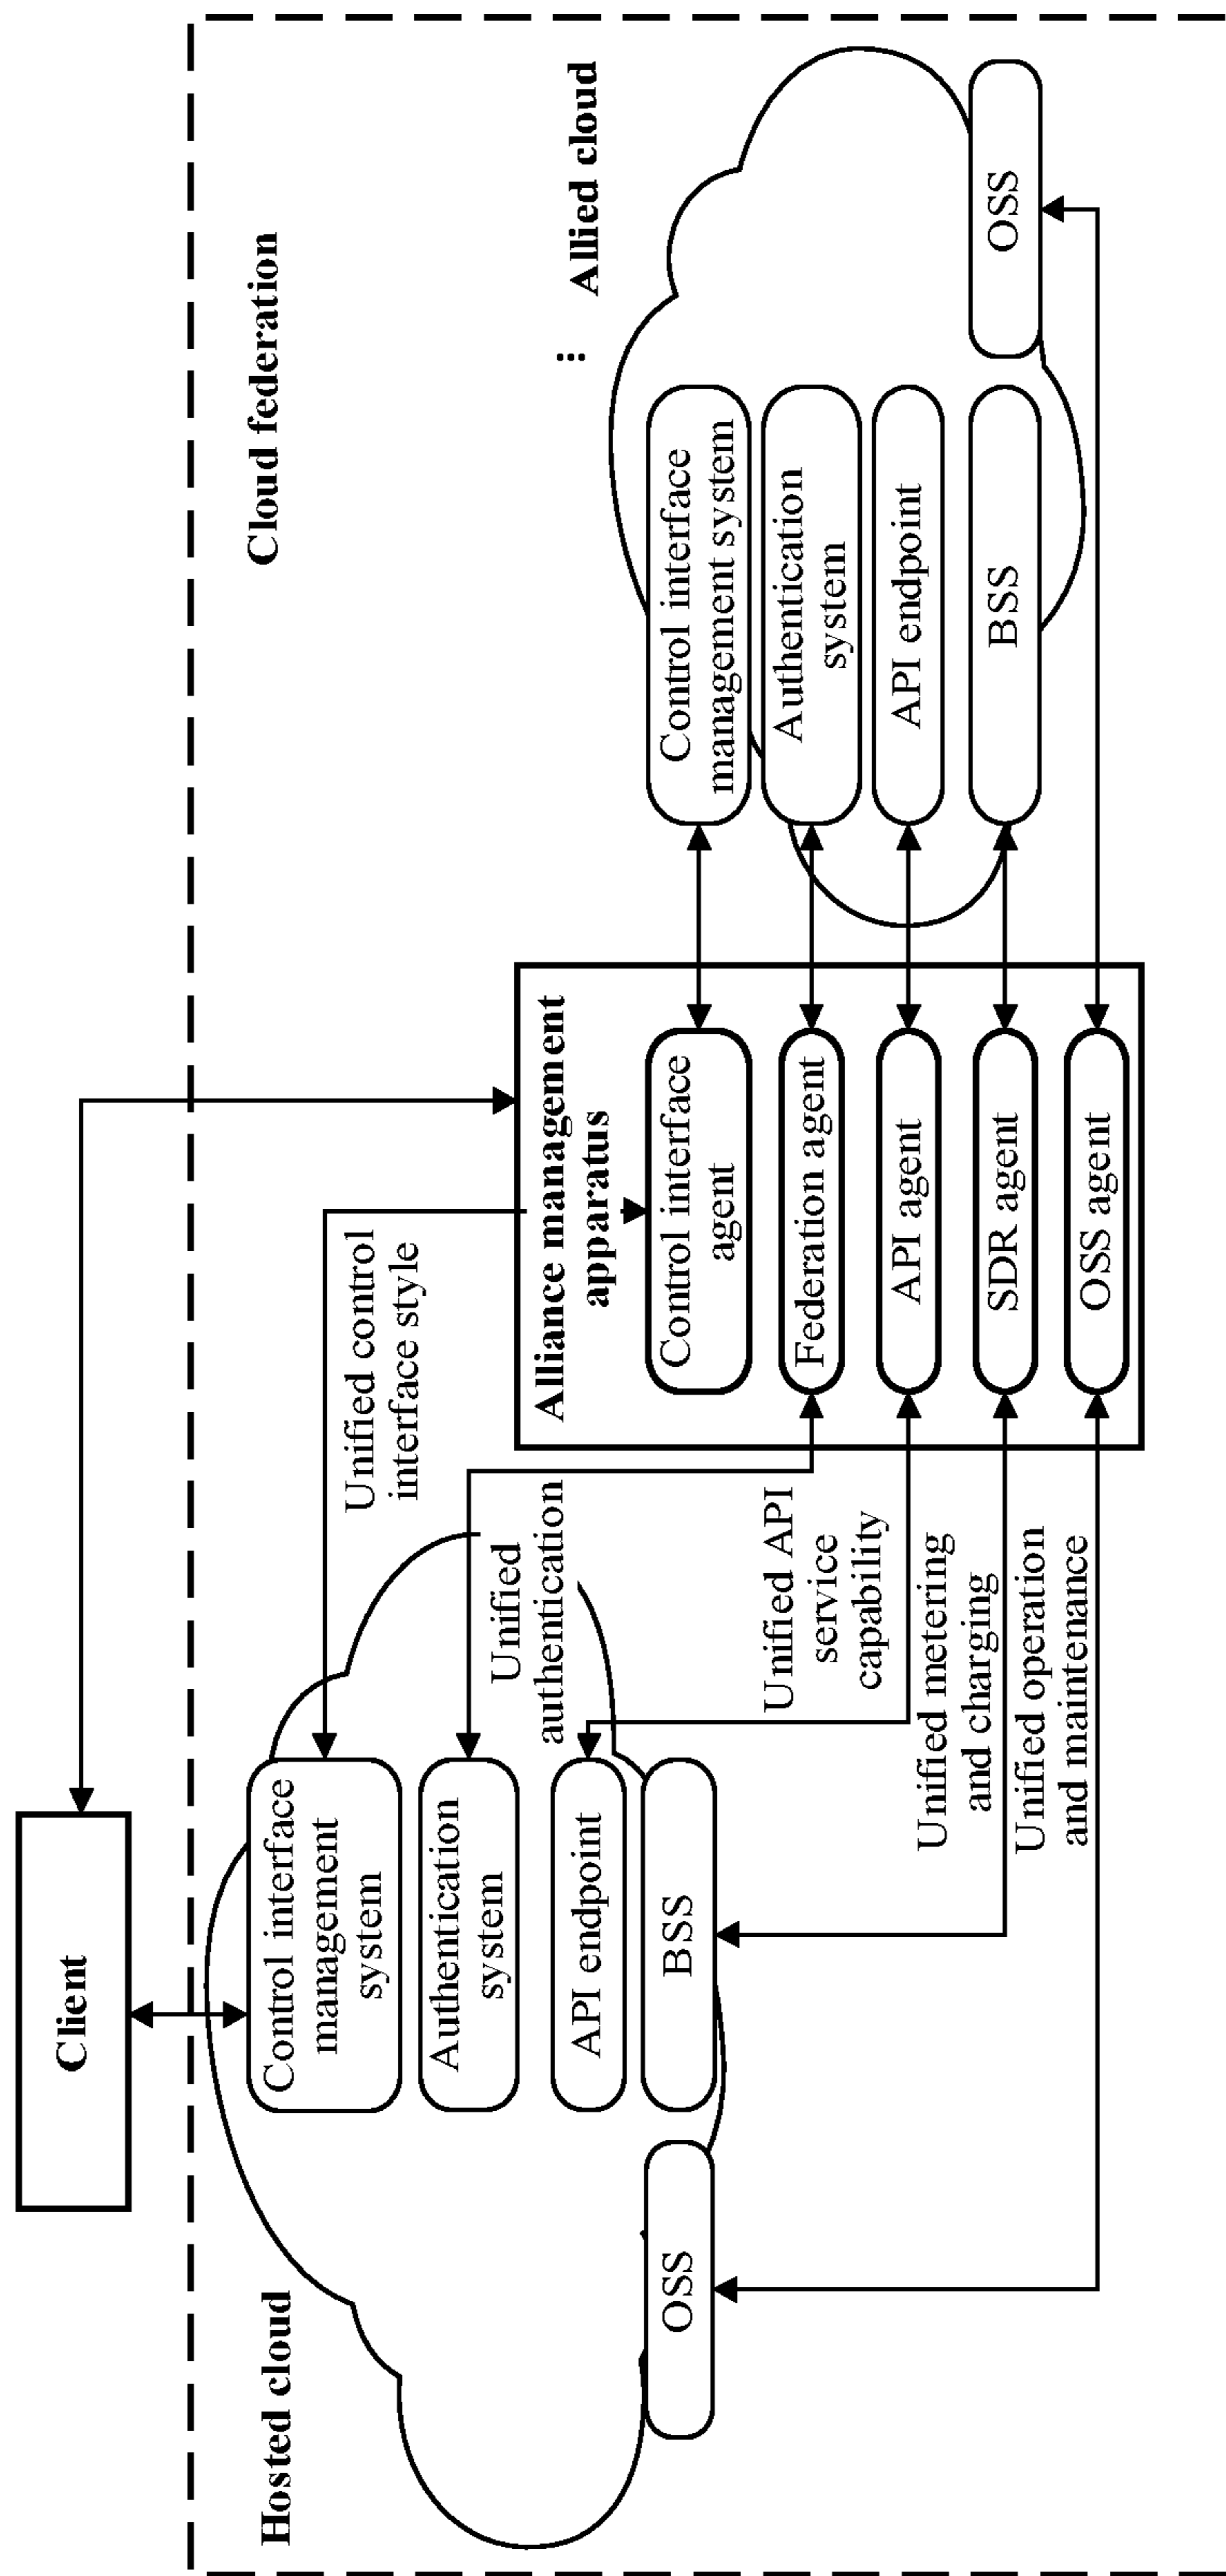 Client
Cloud federation
Hosted cloud
Control interface
management
system
Authentication
system
API endpoint
BSS
OSS
Unified control
interface style
Unified
authentication
Unified API
service
capability
Unified metering
and charging
Unified operation
and maintenance
Alliance management
apparatus
Control interface
agent
Federation agent
API agent
SDR agent
OSS agent
Allied cloud
...
Control interface
management system
Authentication
system
API endpoint
BSS
OSS